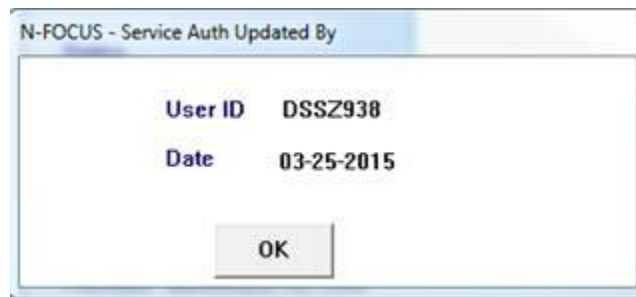 N-FOCUS - Service Auth Updated By
User ID DSSZ938
Date 03-25-2015
OK